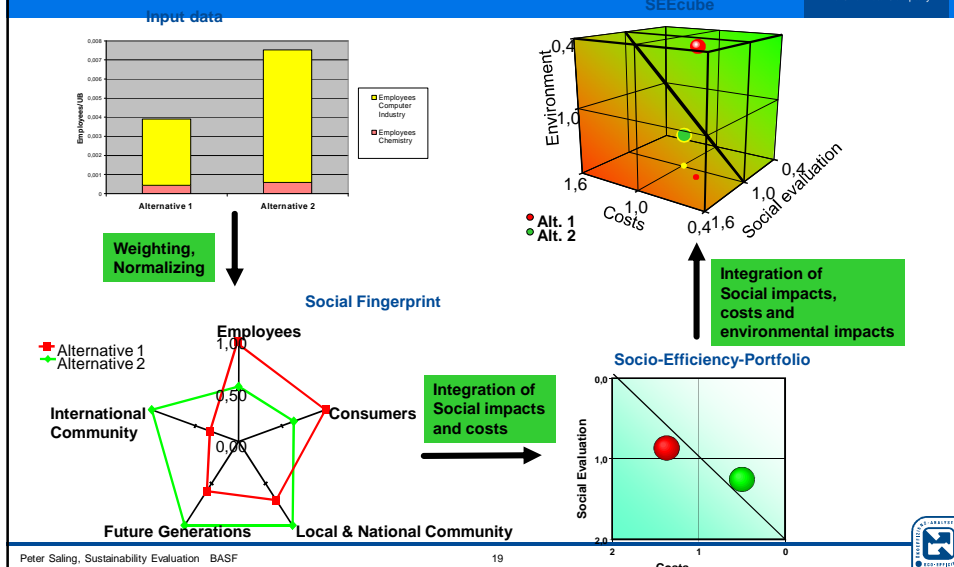 SEEcube
Input data
0,008
0,007
0,006
0,005
0,004
0,003
0,002
0,001
0
Employees/UB
Alternative 1
Alternative 2
Employees
Computer
Industry
Employees
Chemistry
Weighting,
Normalizing
Social Fingerprint
Alternative 1
Alternative 2
Employees
1,00
0,50
0,00
Consumers
Local & National Community
Future Generations
International
Community
Integration of
Social impacts
and costs
Socio-Efficiency-Portfolio
Social Evaluation
0,0
1,0
2,0
2
1
0
Costs
Integration of
Social impacts,
costs and
environmental impacts
Environment
0,4
1,0
1,6
Costs
1,0
0,4
1,6
Social evaluation
1,0
0,4
Alt. 1
Alt. 2
Peter Saling, Sustainability Evaluation BASF
19